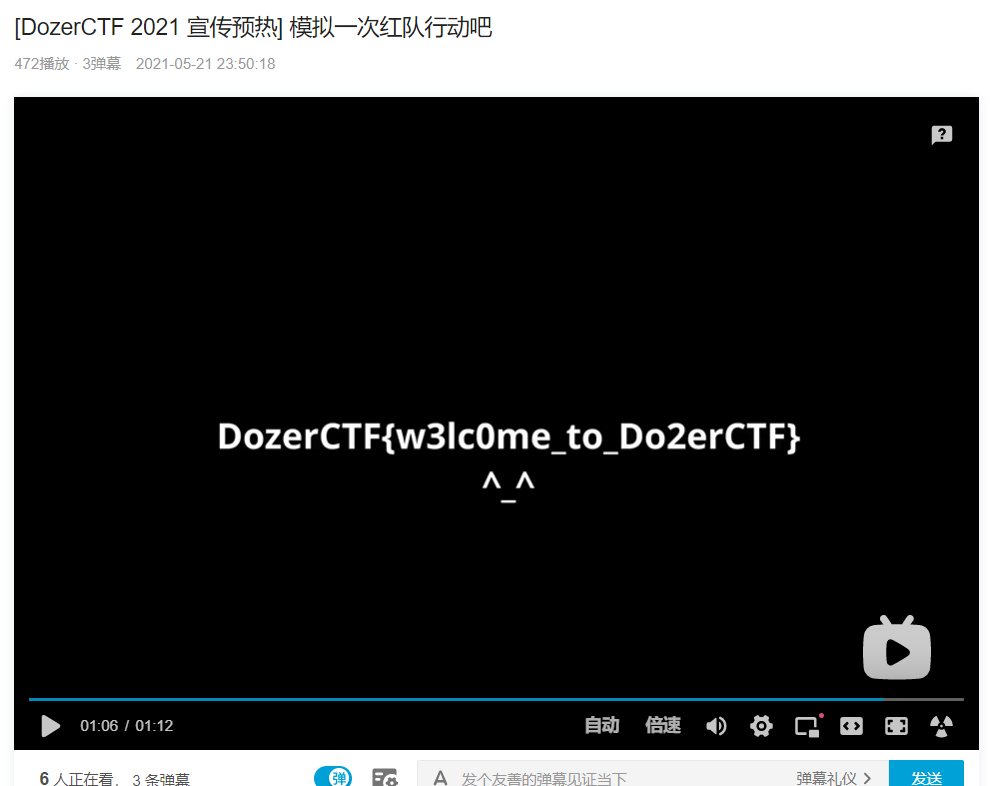 [DozerCTF 2021 宣传预热] 模拟一次红队行动吧
472播放 · 3弹幕 2021-05-21 23:50:18
?
DozerCTF{w3lc0me_to_Do2erCTF}
^_^
01:06 / 01:12 自动 倍速
6 人正在看， 3 条弹幕 弹 A 发个友善的弹幕见证当下 弹幕礼仪 > 发送